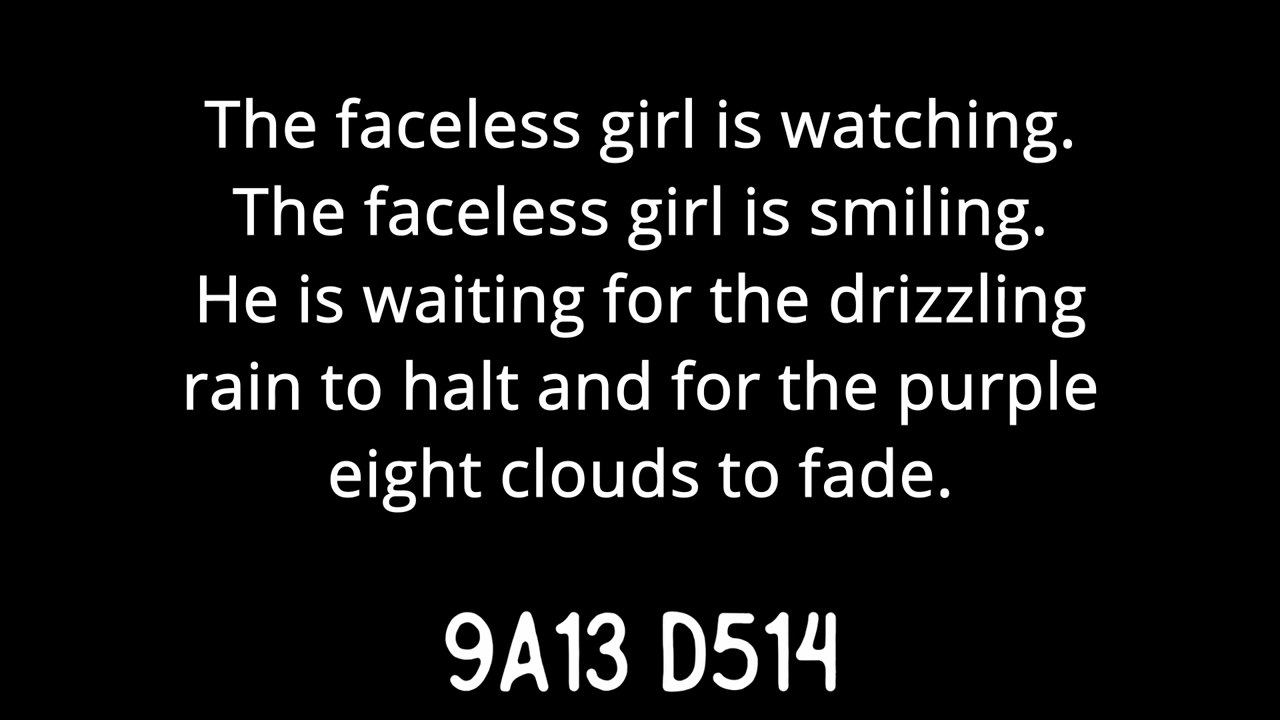 The faceless girl is watching.
The faceless girl is smiling.
He is waiting for the drizzling
rain to halt and for the purple
eight clouds to fade.
9A13 D514